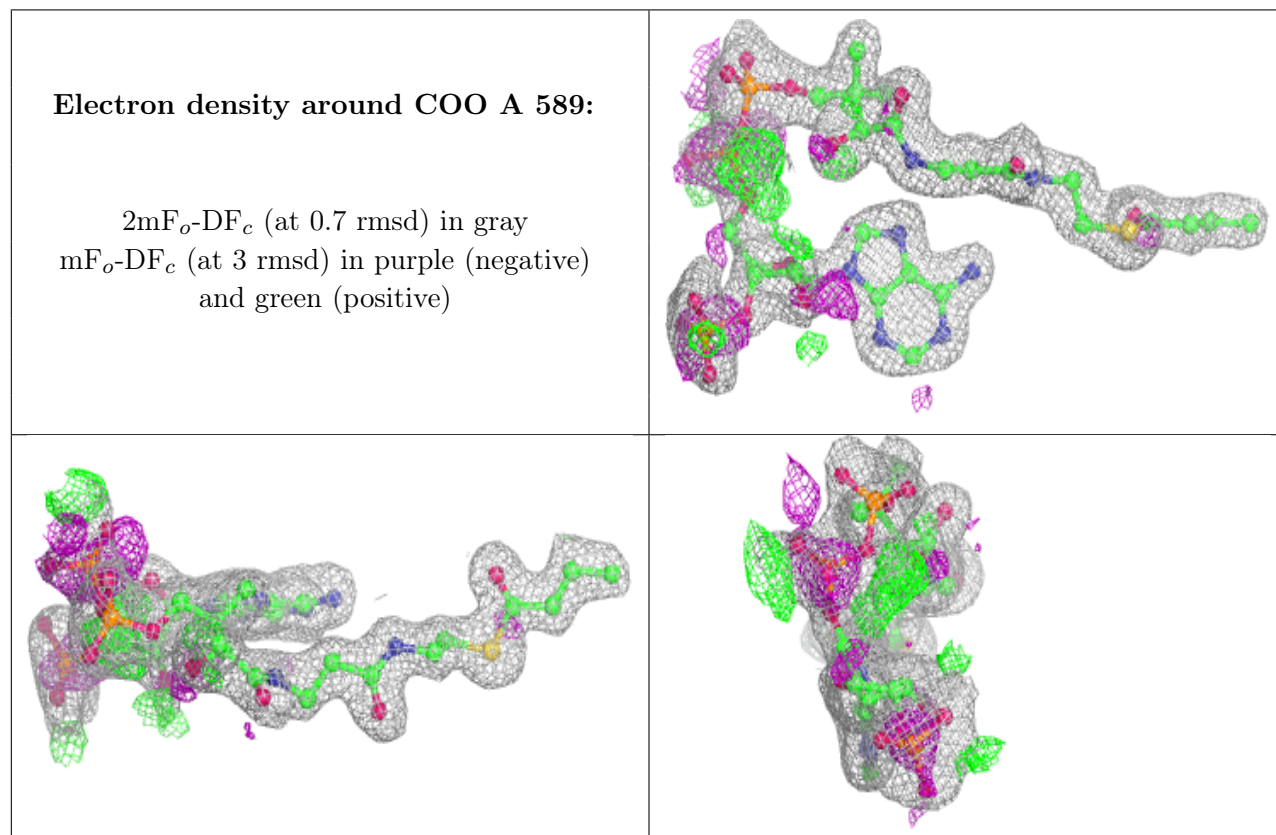 Electron density around COO A 589:
2mFo-DFc (at 0.7 rmsd) in gray
mFo-DFc (at 3 rmsd) in purple (negative)
and green (positive)